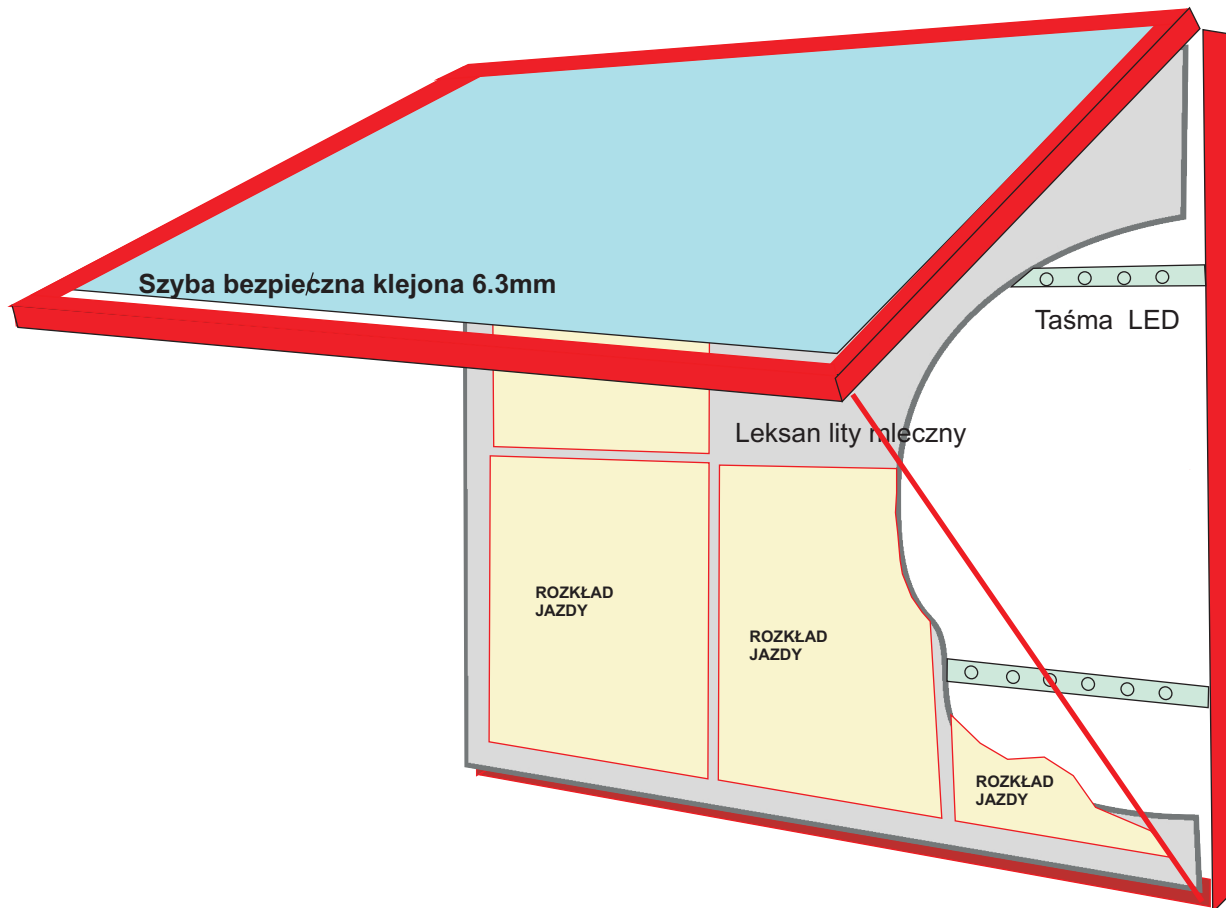 Szyba bezpieczna klejona 6.3mm
Taśma LED
Leksan lity mleczny
ROZKŁAD
JAZDY
ROZKŁAD
JAZDY
ROZKŁAD
JAZDY